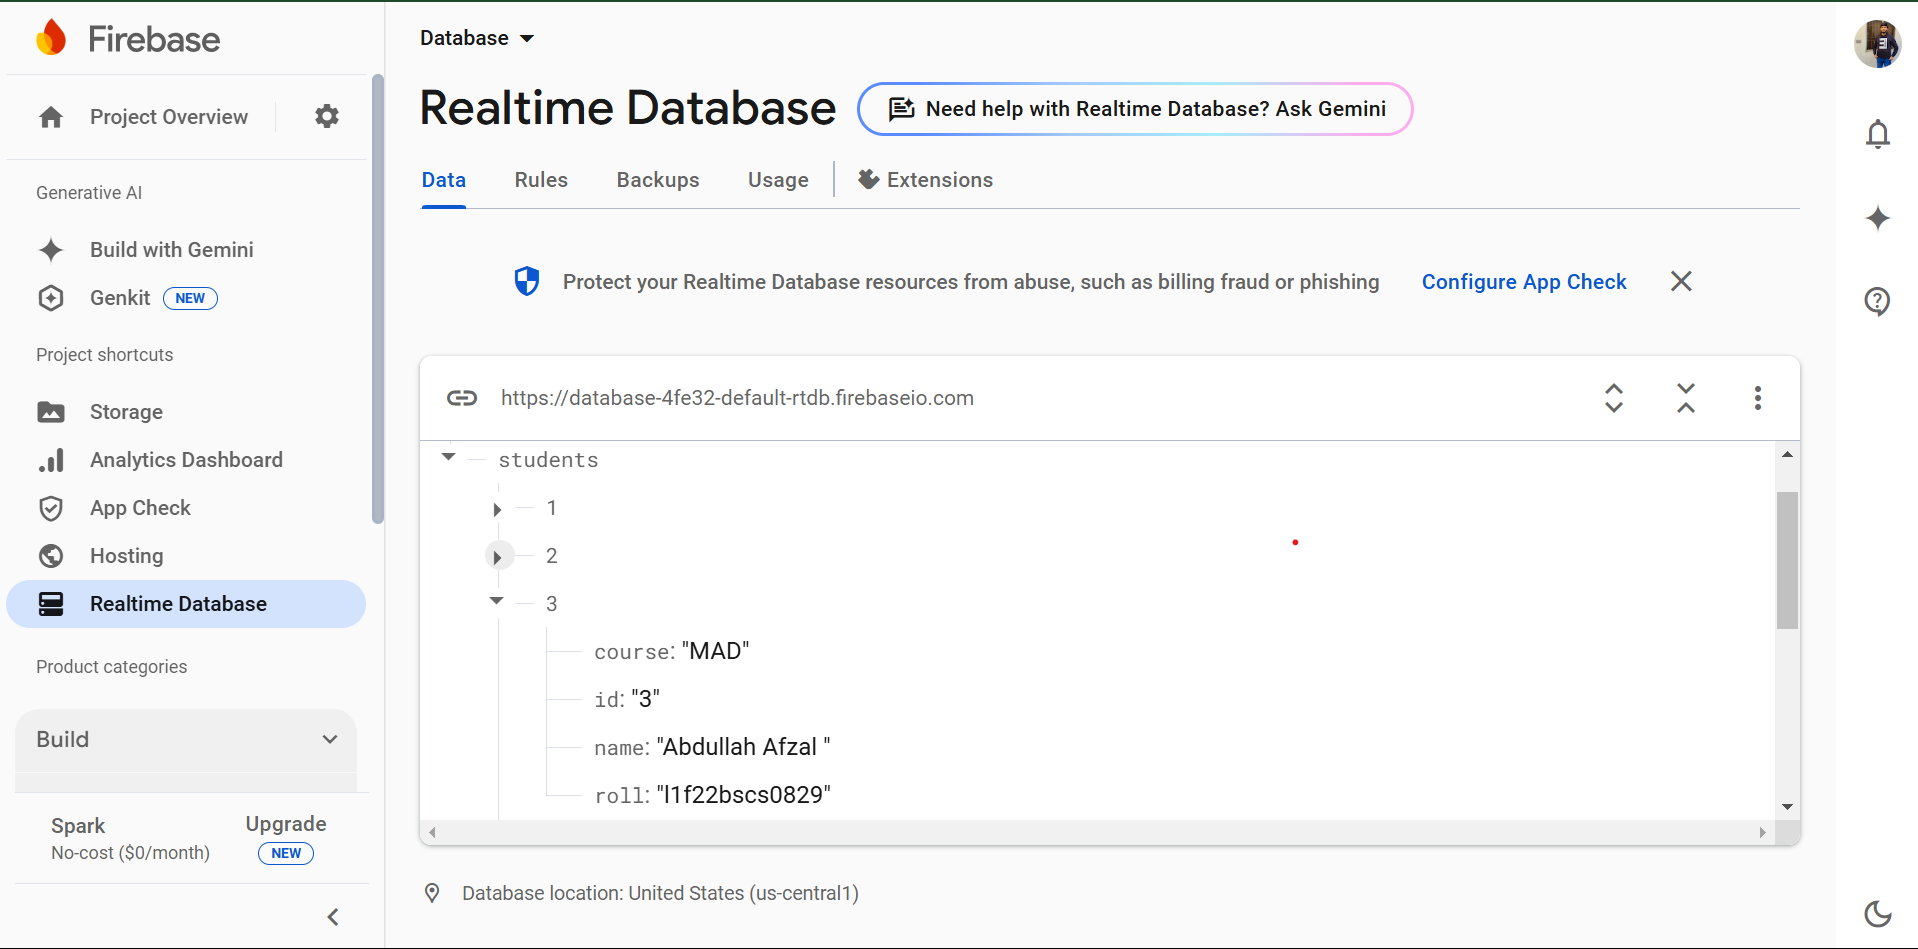 Firebase
Project Overview
Generative AI
Build with Gemini
Genkit NEW
Project shortcuts
Storage
Analytics Dashboard
App Check
Hosting
Realtime Database
Product categories
Build
Spark
No-cost ($0/month)
Upgrade
NEW
Database
Realtime Database
Need help with Realtime Database? Ask Gemini
Data Rules Backups Usage Extensions
Protect your Realtime Database resources from abuse, such as billing fraud or phishing Configure App Check
https://database-4fe32-default-rtdb.firebaseio.com
students
1
2
3
course: "MAD"
id: "3"
name: "Abdullah Afzal "
roll: "l1f22bscs0829"
Database location: United States (us-central1)